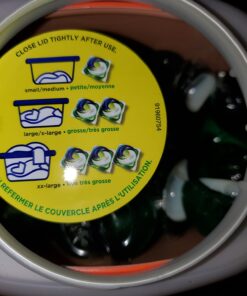 CLOSE LID TIGHTLY AFTER USE.
small/medium • petite/moyenne
large/x-large • grosse/très grosse
xx-large • très très grosse
REFERMER LE COUVERCLE APRÈS L'UTILISATION.
91960754